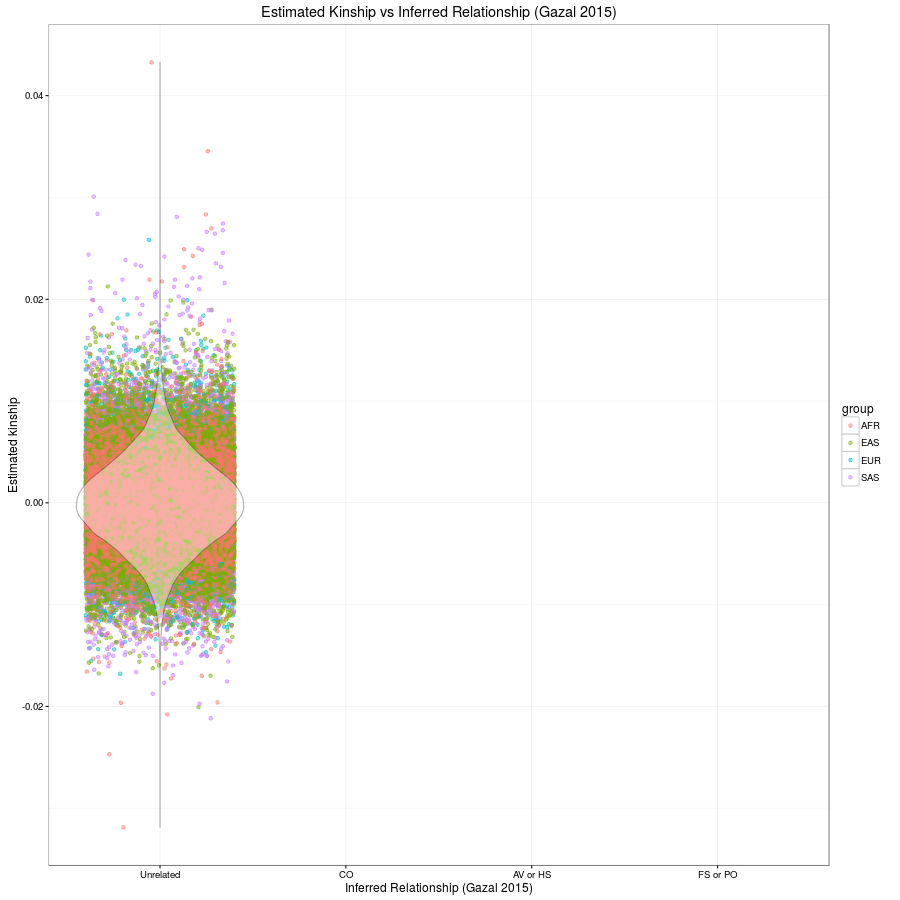 Estimated Kinship vs Inferred Relationship (Gazal 2015)
Estimated kinship
0.04
0.02
0.00
-0.02
Unrelated
CO
AV or HS
FS or PO
Inferred Relationship (Gazal 2015)
group
AFR
EAS
EUR
SAS